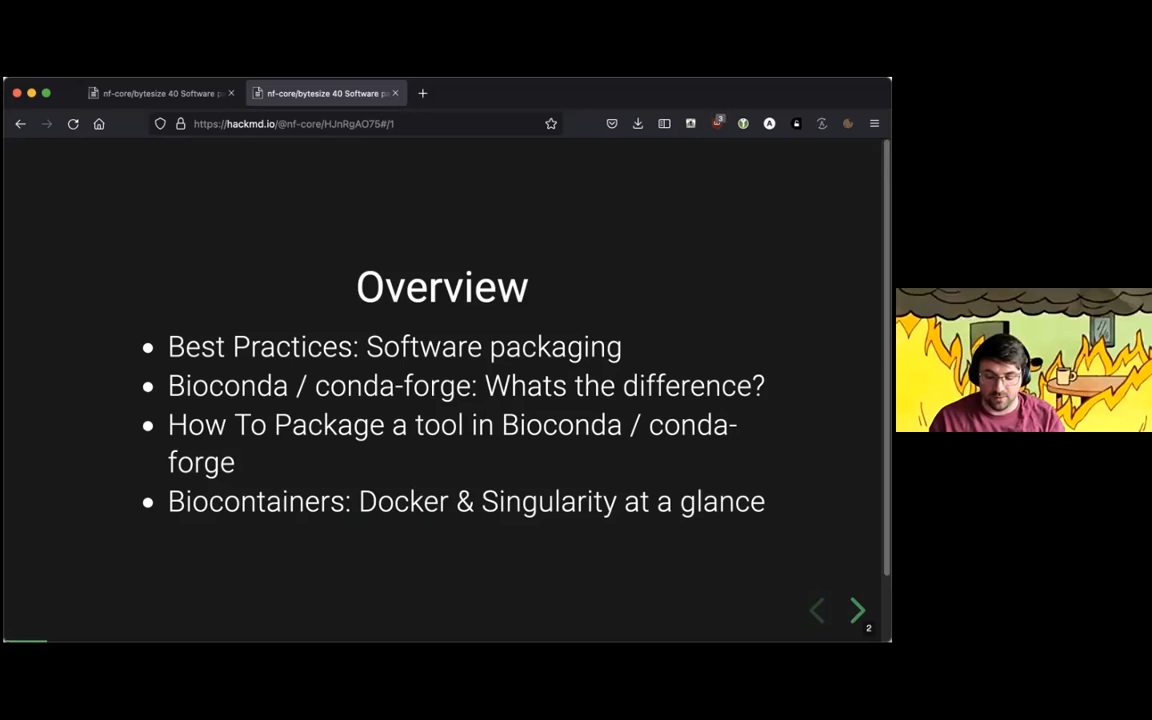 nf-core/bytesize 40 Software p
nf-core/bytesize 40 Software p
https://hackmd.io/@nf-core/HJnRgAO75#/1
3
A
Overview
Best Practices: Software packaging
Bioconda / conda-forge: Whats the difference?
How To Package a tool in Bioconda / conda-
forge
Biocontainers: Docker & Singularity at a glance
2